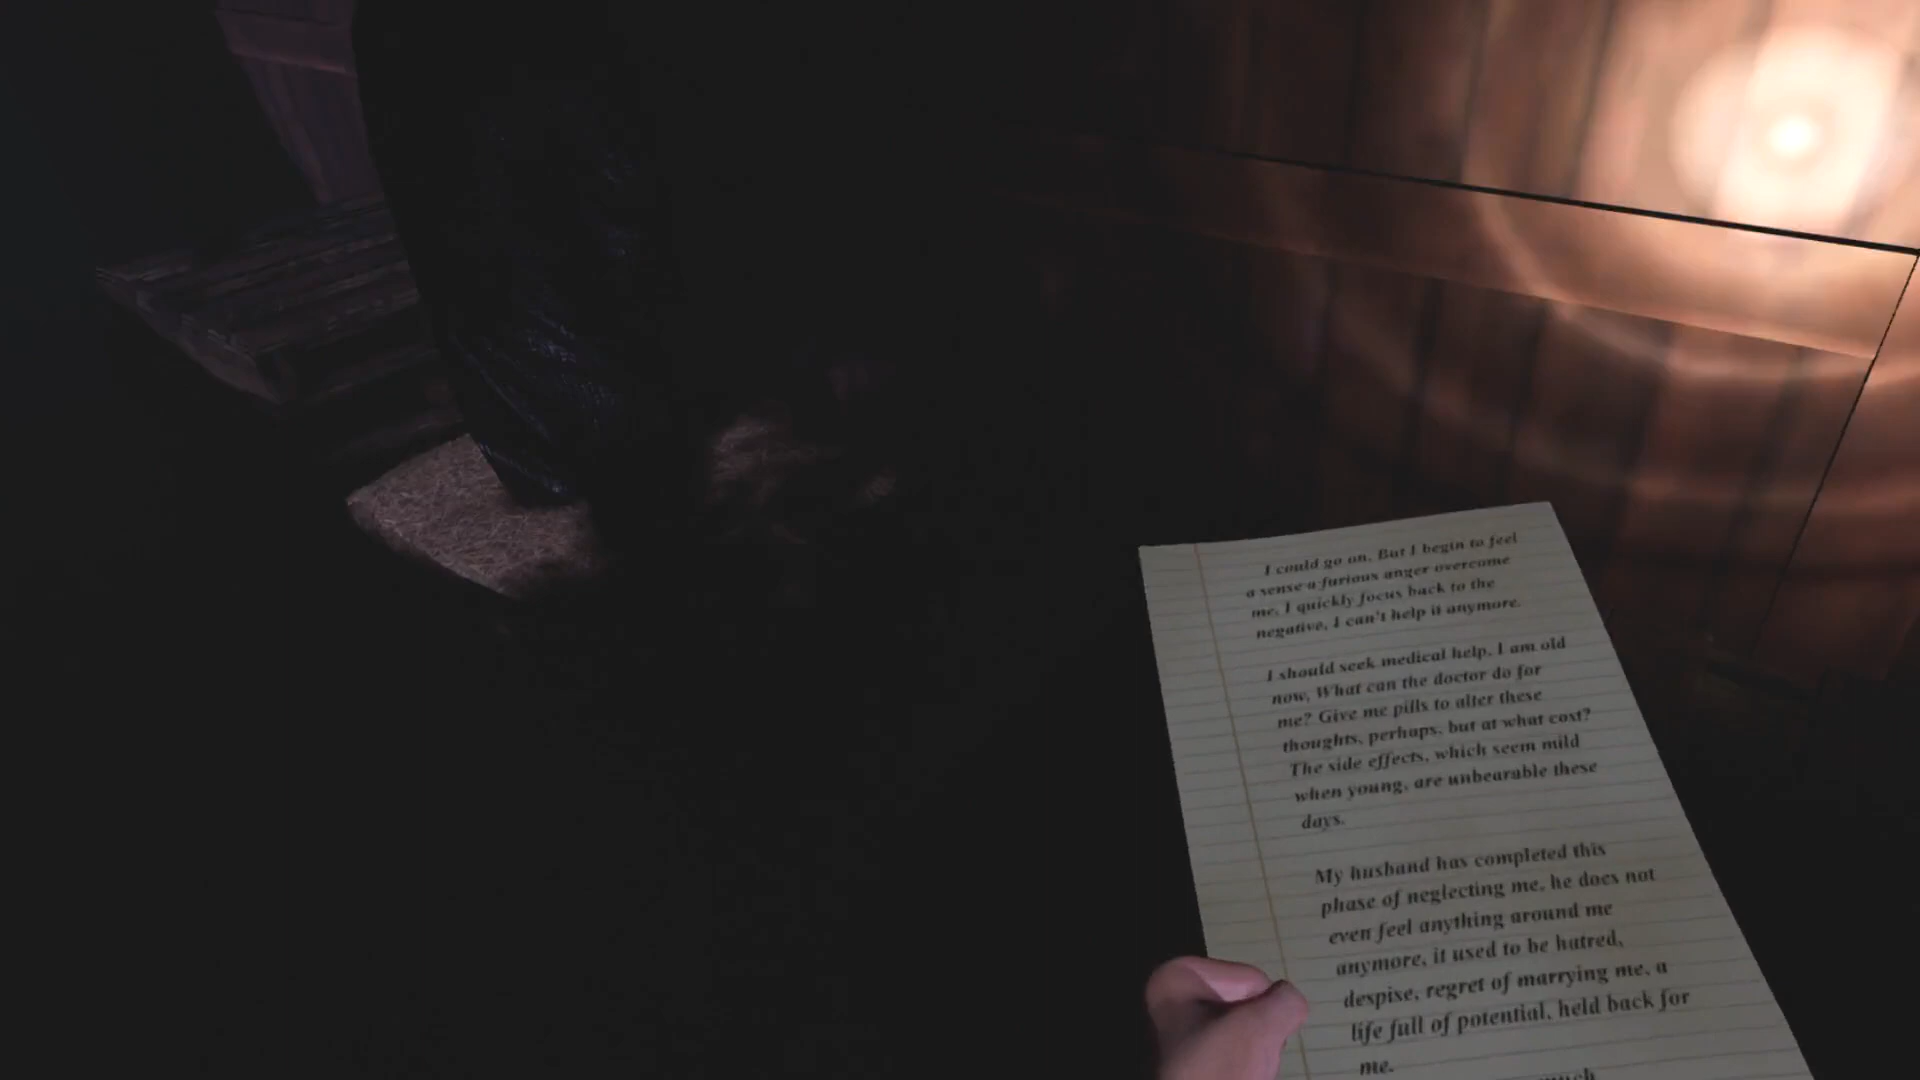 I could go on. But I begin to feel
a sense a furious anger overcome
me. I quickly focus back to the
negative, I can't help it anymore.
I should seek medical help. I am old
now, What can the doctor do for
me? Give me pills to alter these
thoughts, perhaps, but at what cost?
The side effects, which seem mild
when young, are unbearable these
days.
My husband has completed this
phase of neglecting me, he does not
even feel anything around me
anymore, it used to be hatred,
despise, regret of marrying me, a
life full of potential, held back for
me.